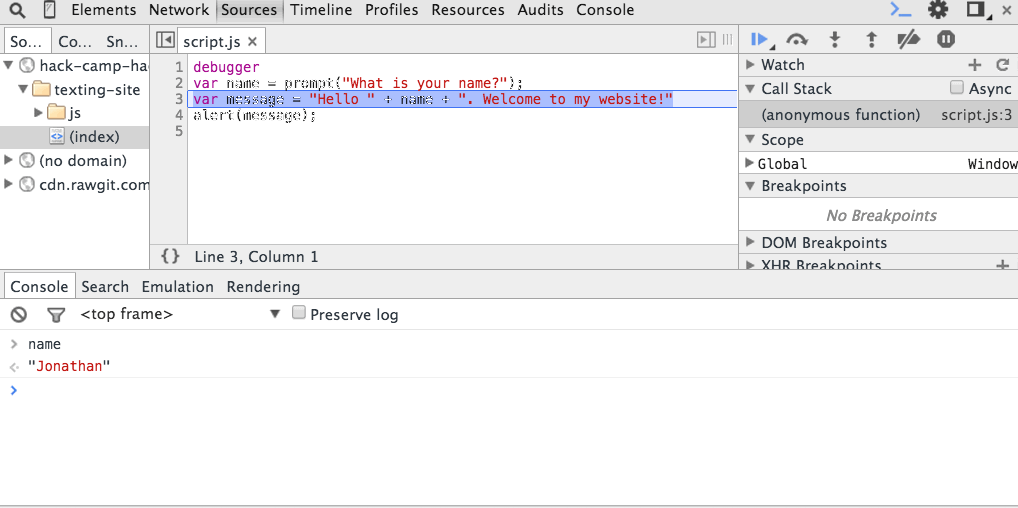 Elements Network Sources Timeline Profiles Resources Audits Console
So... Co... Sn...
script.js
hack-camp-ha
texting-site
js
(index)
(no domain)
cdn.rawgit.com
1 debugger
2 var name = prompt("What is your name?");
3 var message = "Hello " + name + ". Welcome to my website!"
4 alert(message);
5
{} Line 3, Column 1
Watch
Call Stack Async
(anonymous function) script.js:3
Scope
Global Window
Breakpoints
No Breakpoints
DOM Breakpoints
XHR Breakpoints
Console Search Emulation Rendering
<top frame> Preserve log
> name
"Jonathan"
>